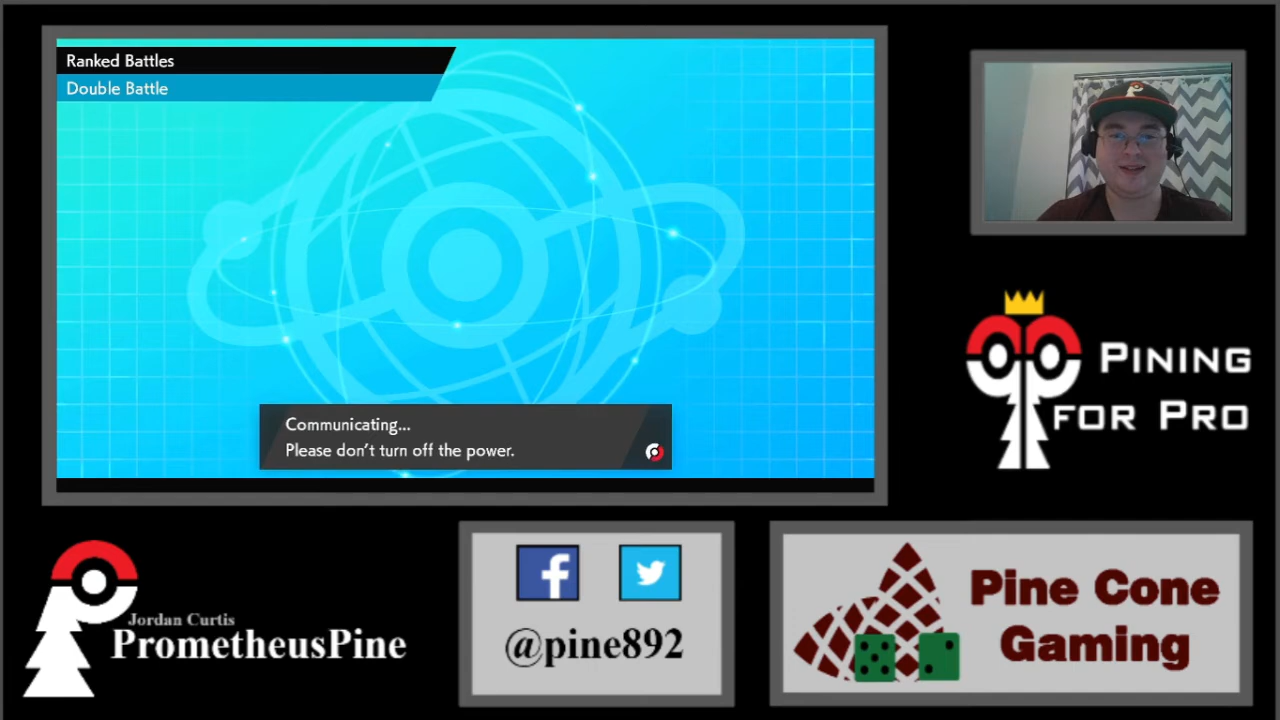 Ranked Battles
Double Battle
Communicating...
Please don't turn off the power.
Pining
for Pro
Jordan Curtis
PrometheusPine
@pine892
Pine Cone
Gaming